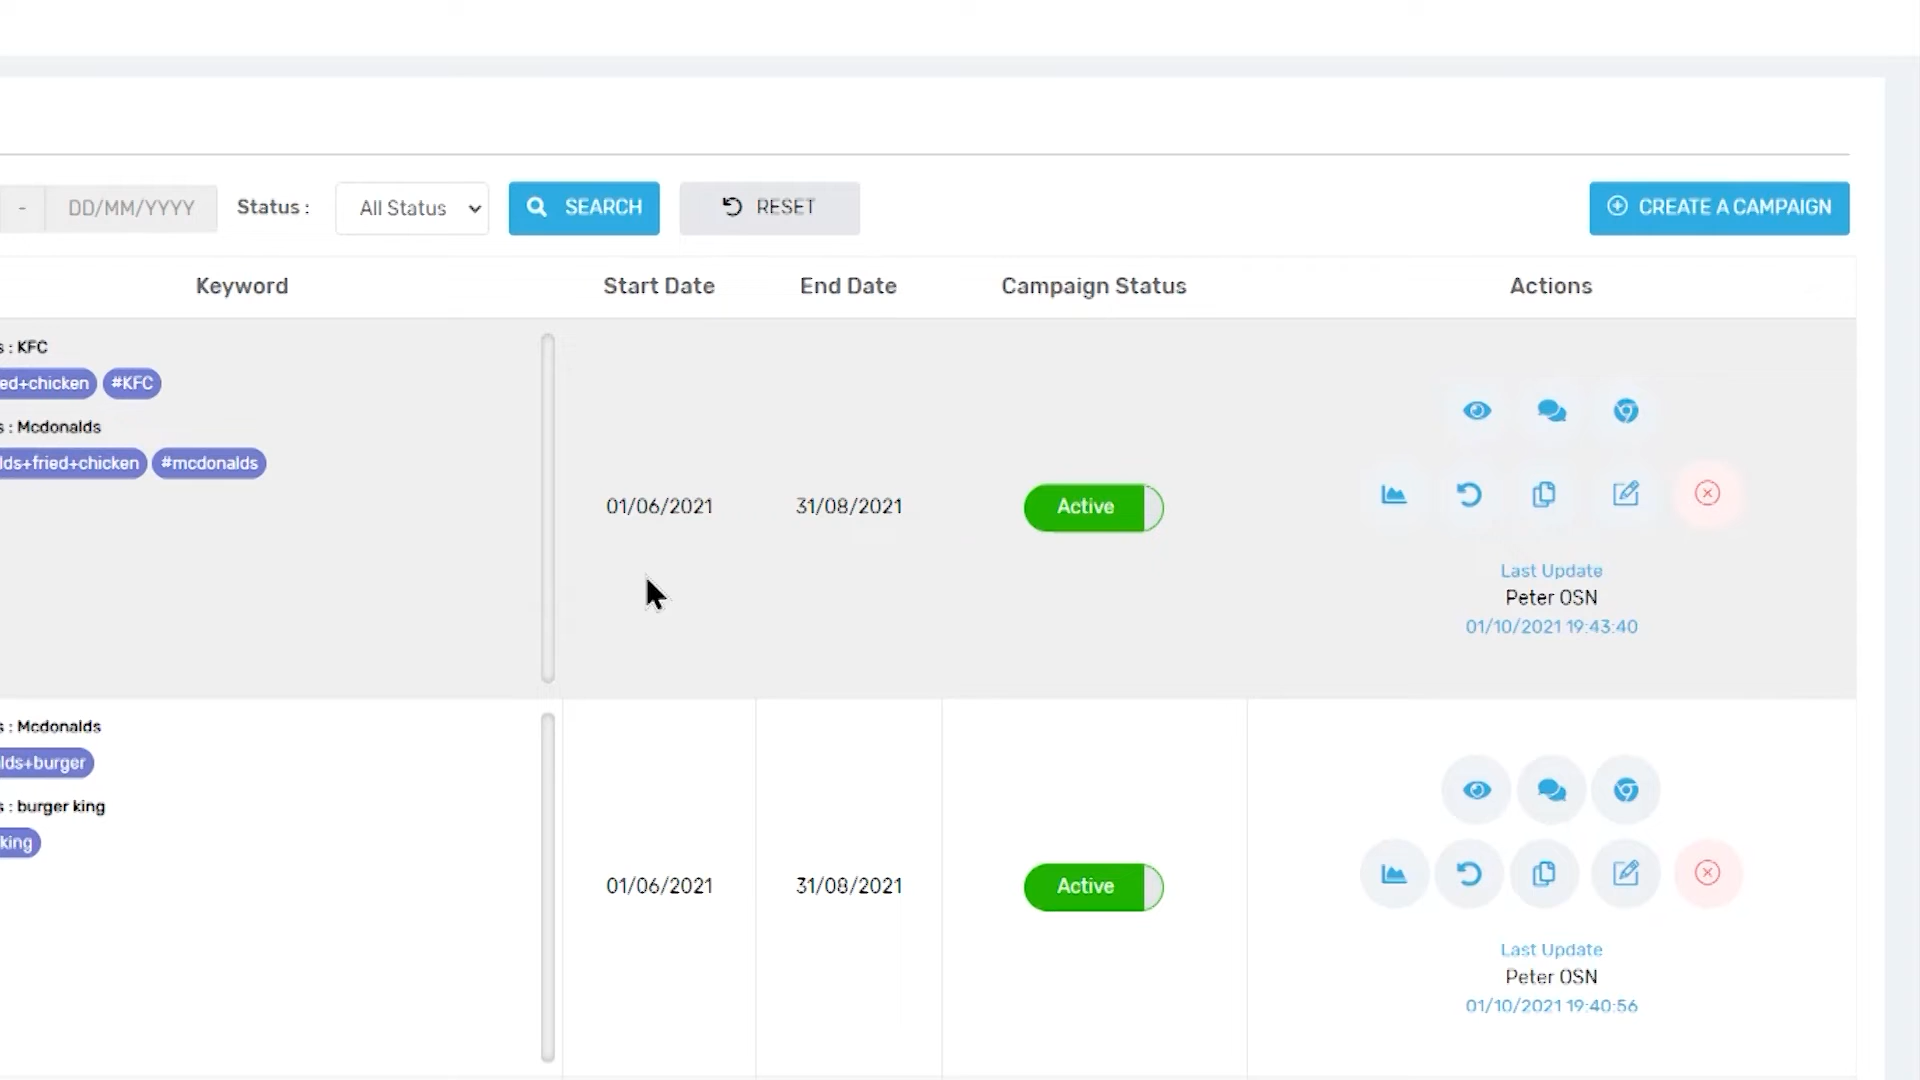 - DD/MM/YYYY Status : All Status SEARCH RESET CREATE A CAMPAIGN
Keyword Start Date End Date Campaign Status Actions
s : KFC
ed+chicken #KFC
s : Mcdonalds
lds+fried+chicken #mcdonalds
01/06/2021 31/08/2021 Active
Last Update
Peter OSN
01/10/2021 19:43:40
s : Mcdonalds
lds+burger
s : burger king
king
01/06/2021 31/08/2021 Active
Last Update
Peter OSN
01/10/2021 19:40:56